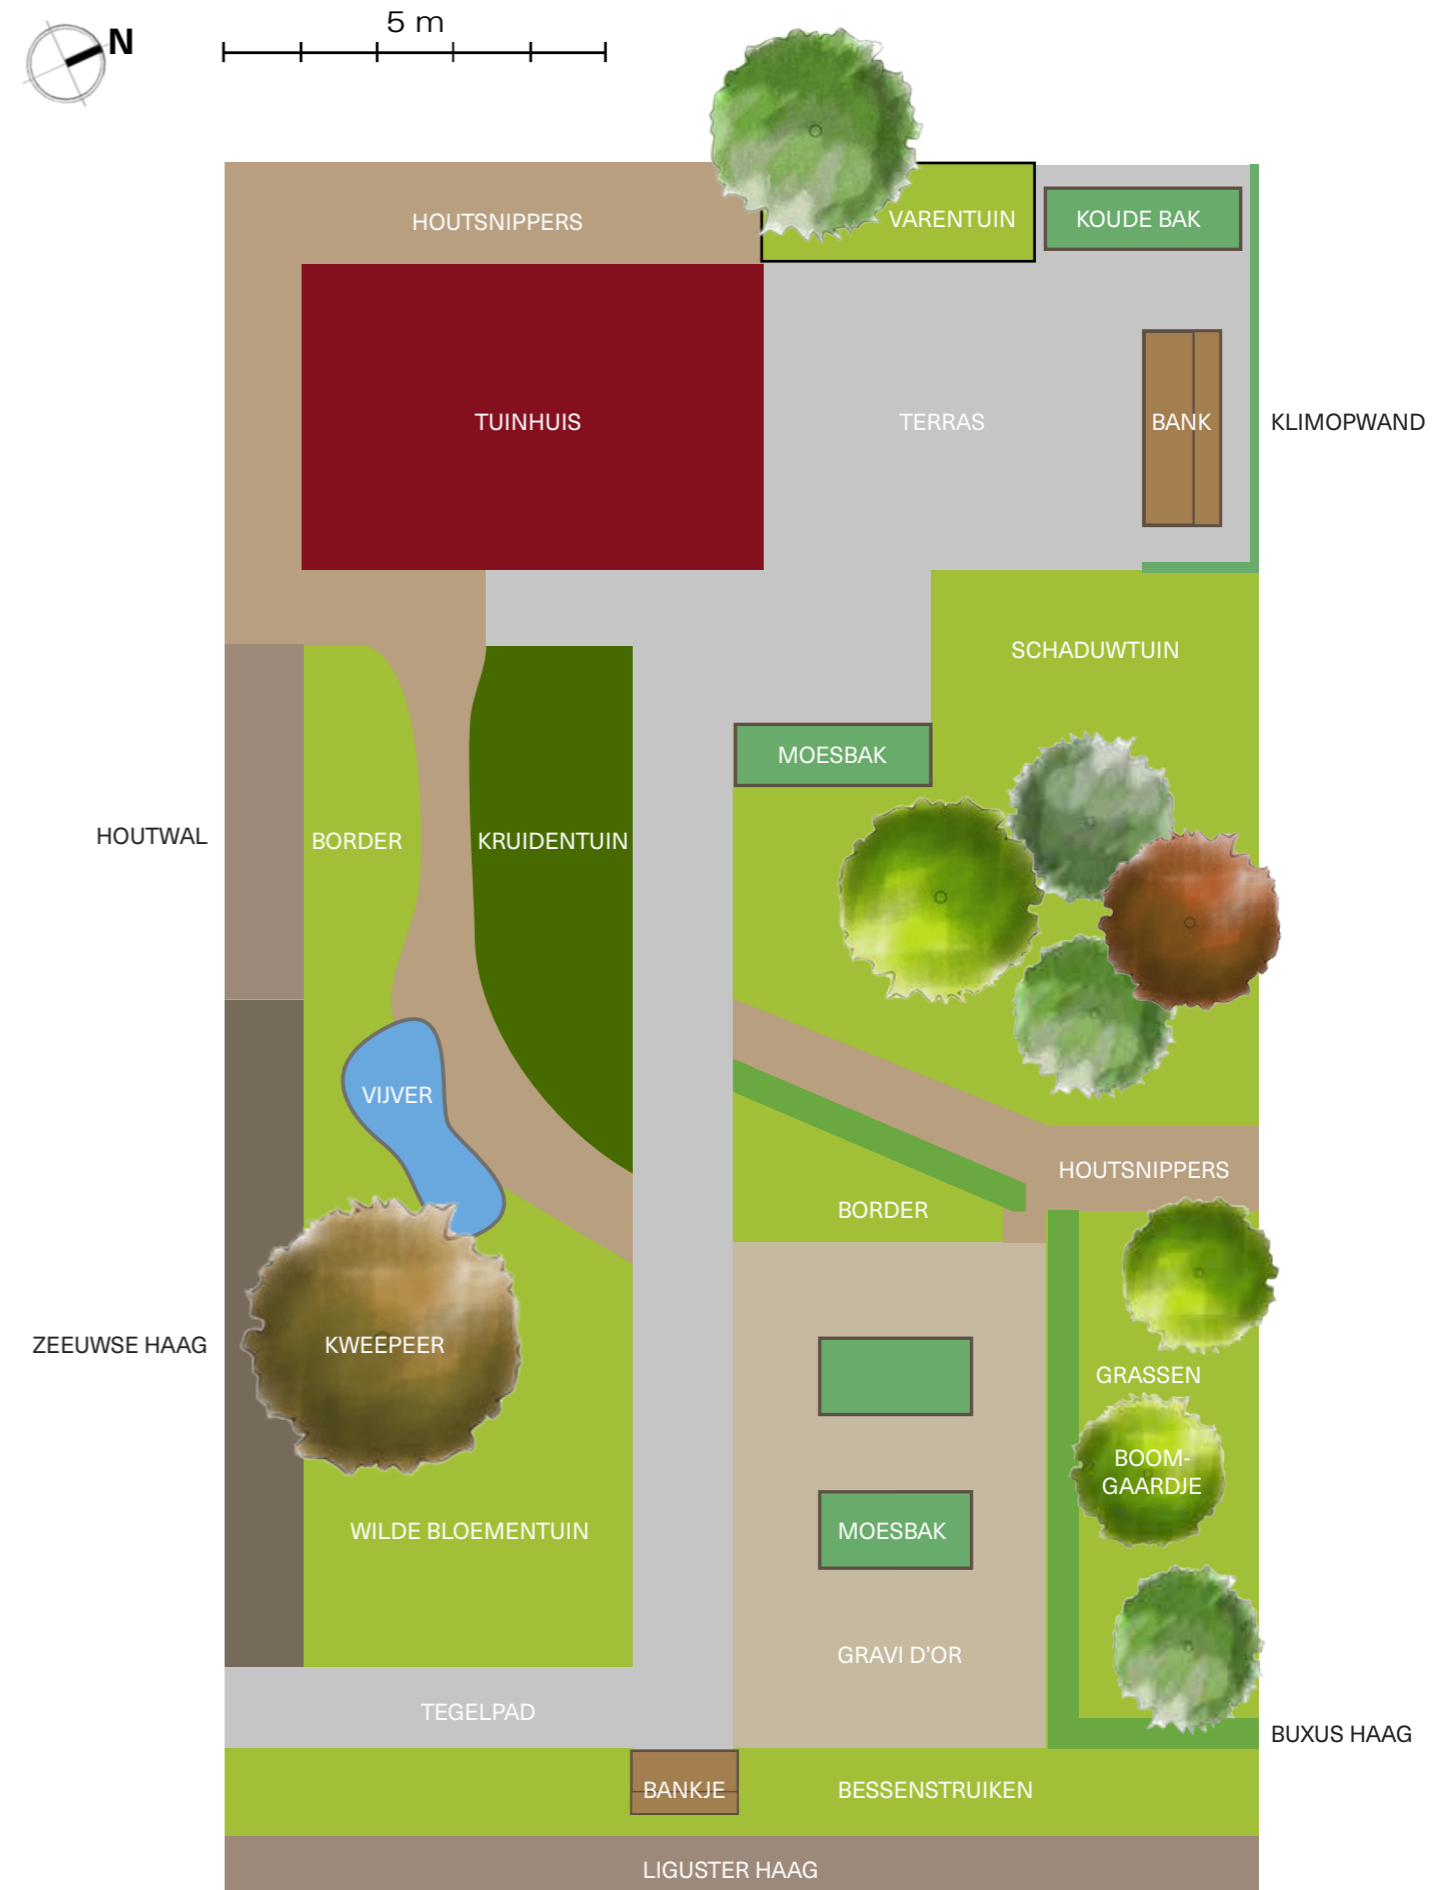 5 m
N
HOUTSNIPPERS
VARENTUIN
KOUDE BAK
TUINHUIS
TERRAS
BANK
KLIMOPWAND
SCHADUWTUIN
MOESBAK
HOUTWAL
BORDER
KRUIDENTUIN
VIJVER
HOUTSNIPPERS
BORDER
ZEEUWSE HAAG
KWEEPEER
GRASSEN
BOOM-
GAARDJE
WILDE BLOEMENTUIN
MOESBAK
GRAVI D'OR
TEGELPAD
BUXUS HAAG
BANKJE
BESSENSTRUIKEN
LIGUSTER HAAG